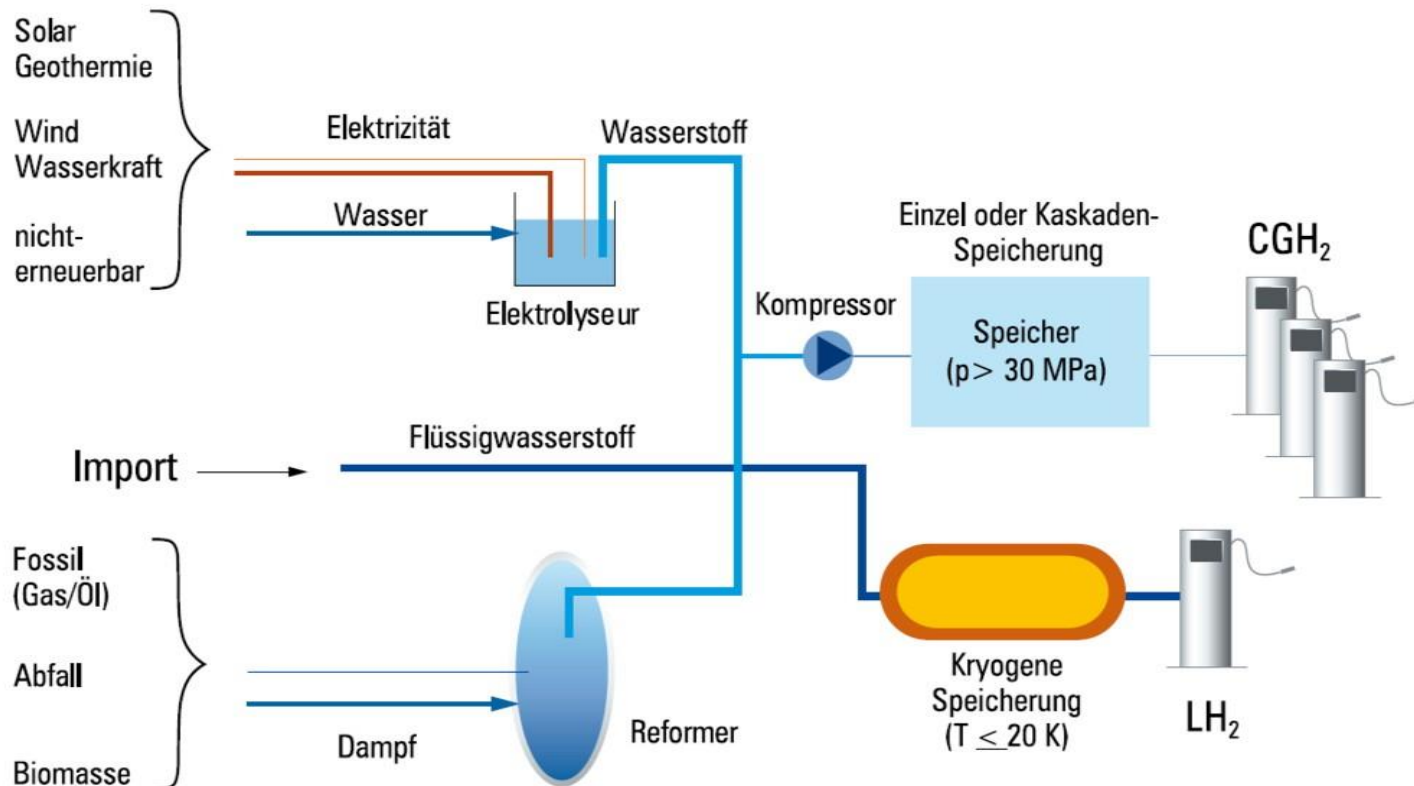 Solar
Geothermie
Wind
Wasserkraft
nicht-
erneuerbar
Elektrizität
Wasser
Wasserstoff
Elektrolyseur
Kompressor
Einzel oder Kaskaden-
Speicherung
Speicher
(p> 30 MPa)
CGH₂
Import
Flüssigwasserstoff
Fossil
(Gas/Öl)
Abfall
Biomasse
Dampf
Reformer
Kryogene
Speicherung
(T ≤ 20 K)
LH₂